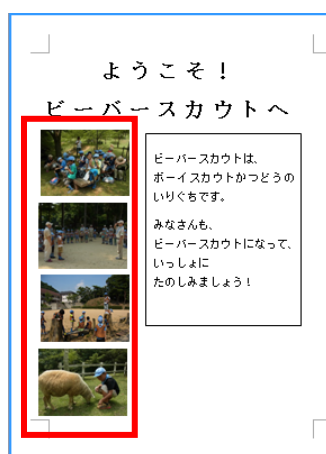 ようこそ！
ビーバースカウトへ
ビーバースカウトは、
ボーイスカウトかつどうの
いりぐちです。
みなさんも、
ビーバースカウトになって、
いっしょに
たのしみましょう！